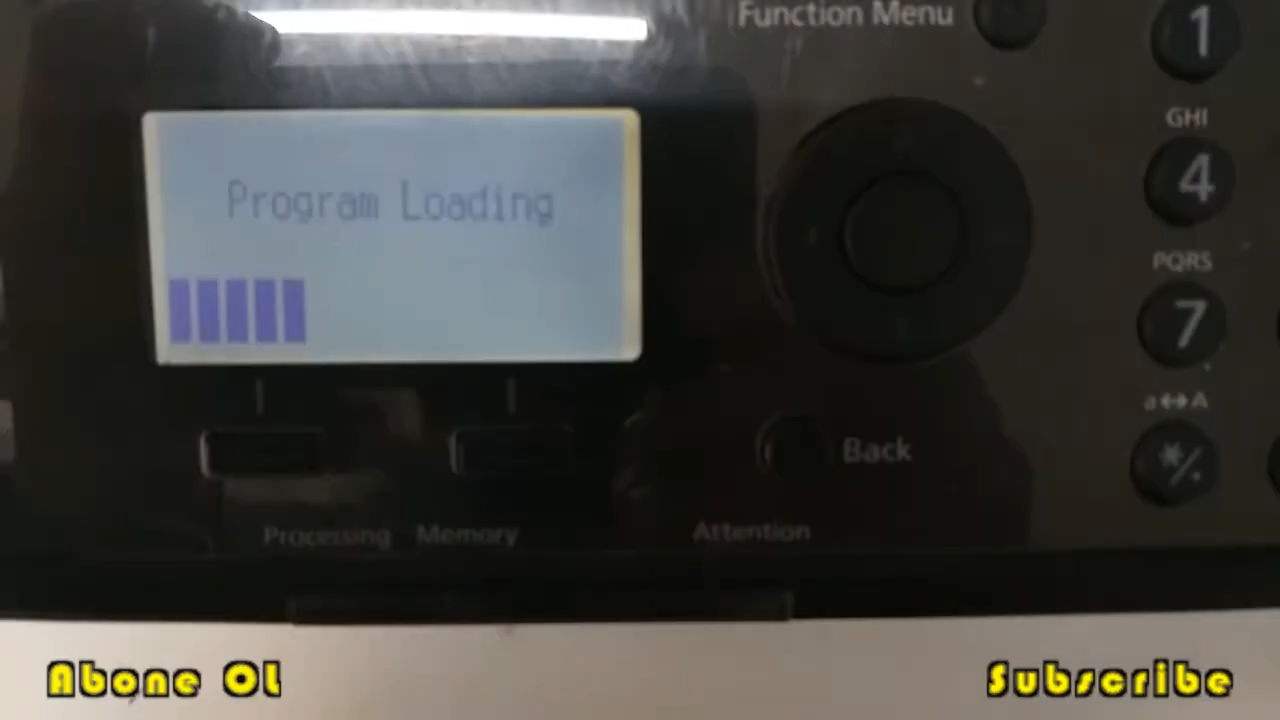 Function Menu
1
GHI
Program Loading
4
PQRS
7
a↔A
Back
*/.
Processing Memory Attention
Abone OL Subscribe